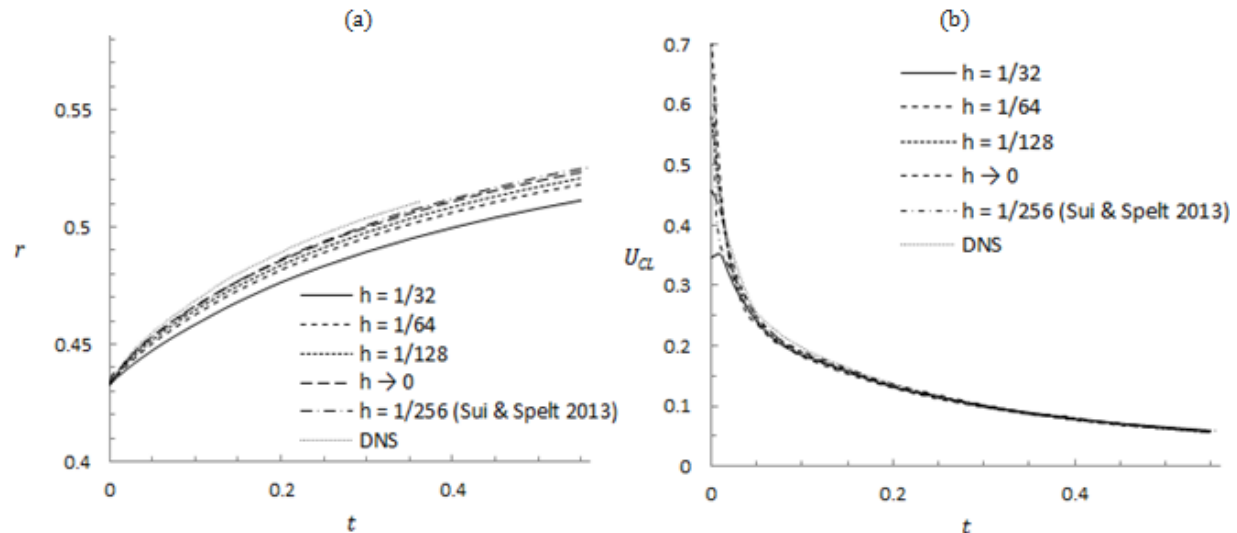 (a)
0.55
0.5
r
0.45
0.4
0
0.2
0.4
t
h = 1/32
h = 1/64
h = 1/128
h → 0
h = 1/256 (Sui & Spelt 2013)
DNS
(b)
0.7
0.6
0.5
0.4
0.3
U_CL
0.2
0.1
0
0
0.2
0.4
t
h = 1/32
h = 1/64
h = 1/128
h → 0
h = 1/256 (Sui & Spelt 2013)
DNS